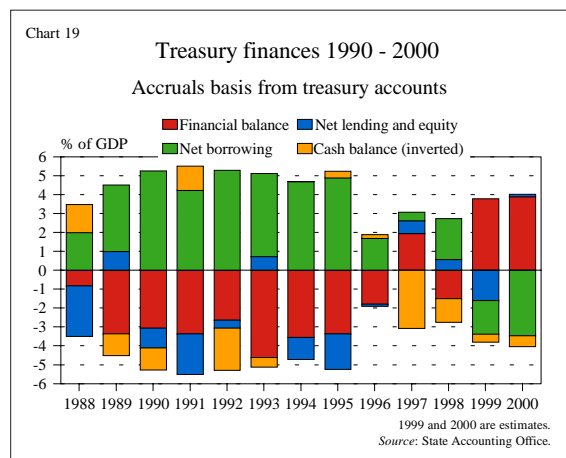 Chart 19
Treasury finances 1990 - 2000
Accruals basis from treasury accounts
% of GDP
Financial balance
Net lending and equity
Net borrowing
Cash balance (inverted)
6
5
4
3
2
1
0
-1
-2
-3
-4
-5
-6
1988 1989 1990 1991 1992 1993 1994 1995 1996 1997 1998 1999 2000
1999 and 2000 are estimates.
Source: State Accounting Office.